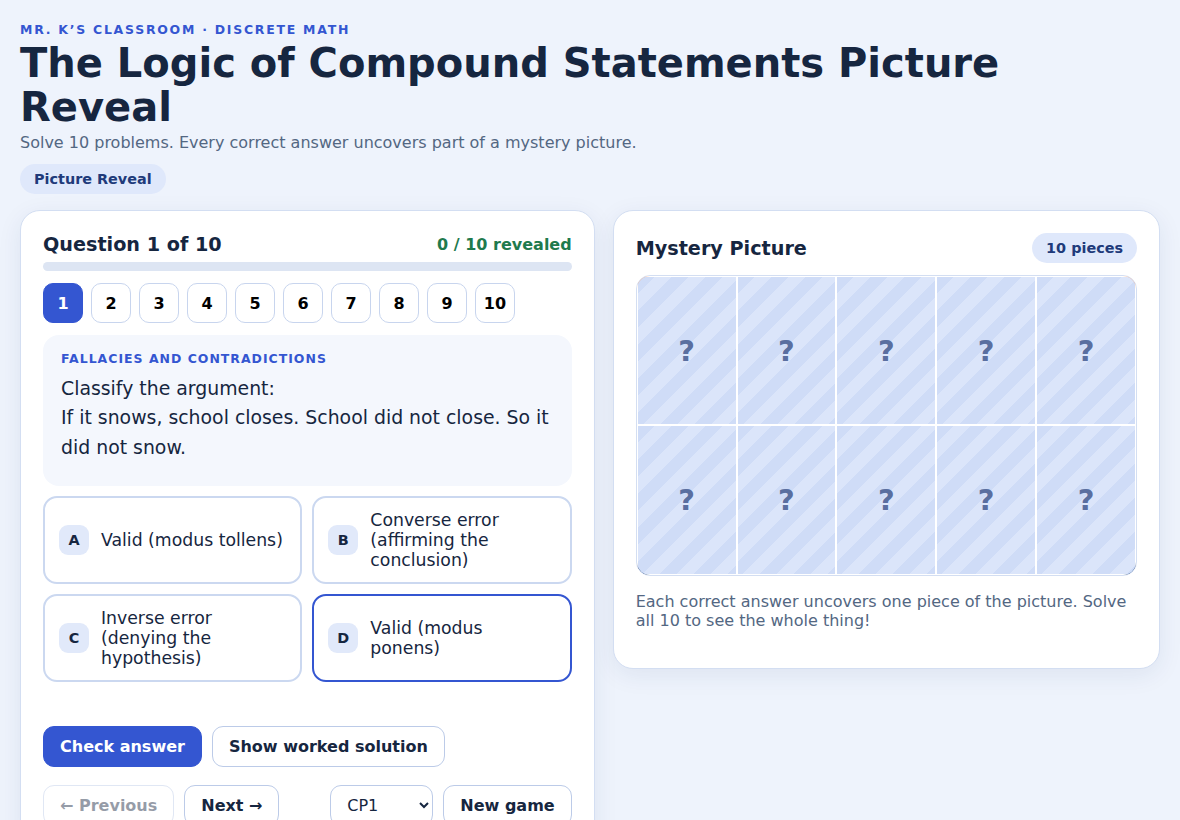 MR. K’S CLASSROOM · DISCRETE MATH
The Logic of Compound Statements Picture
Reveal
Solve 10 problems. Every correct answer uncovers part of a mystery picture.
Picture Reveal
Question 1 of 10
0 / 10 revealed
1 2 3 4 5 6 7 8 9 10
FALLACIES AND CONTRADICTIONS
Classify the argument:
If it snows, school closes. School did not close. So it
did not snow.
A Valid (modus tollens)
B Converse error
(affirming the
conclusion)
C Inverse error
(denying the
hypothesis)
D Valid (modus
ponens)
Check answer
Show worked solution
← Previous
Next →
CP1
New game
Mystery Picture
10 pieces
? ? ? ? ?
? ? ? ? ?
Each correct answer uncovers one piece of the picture. Solve
all 10 to see the whole thing!